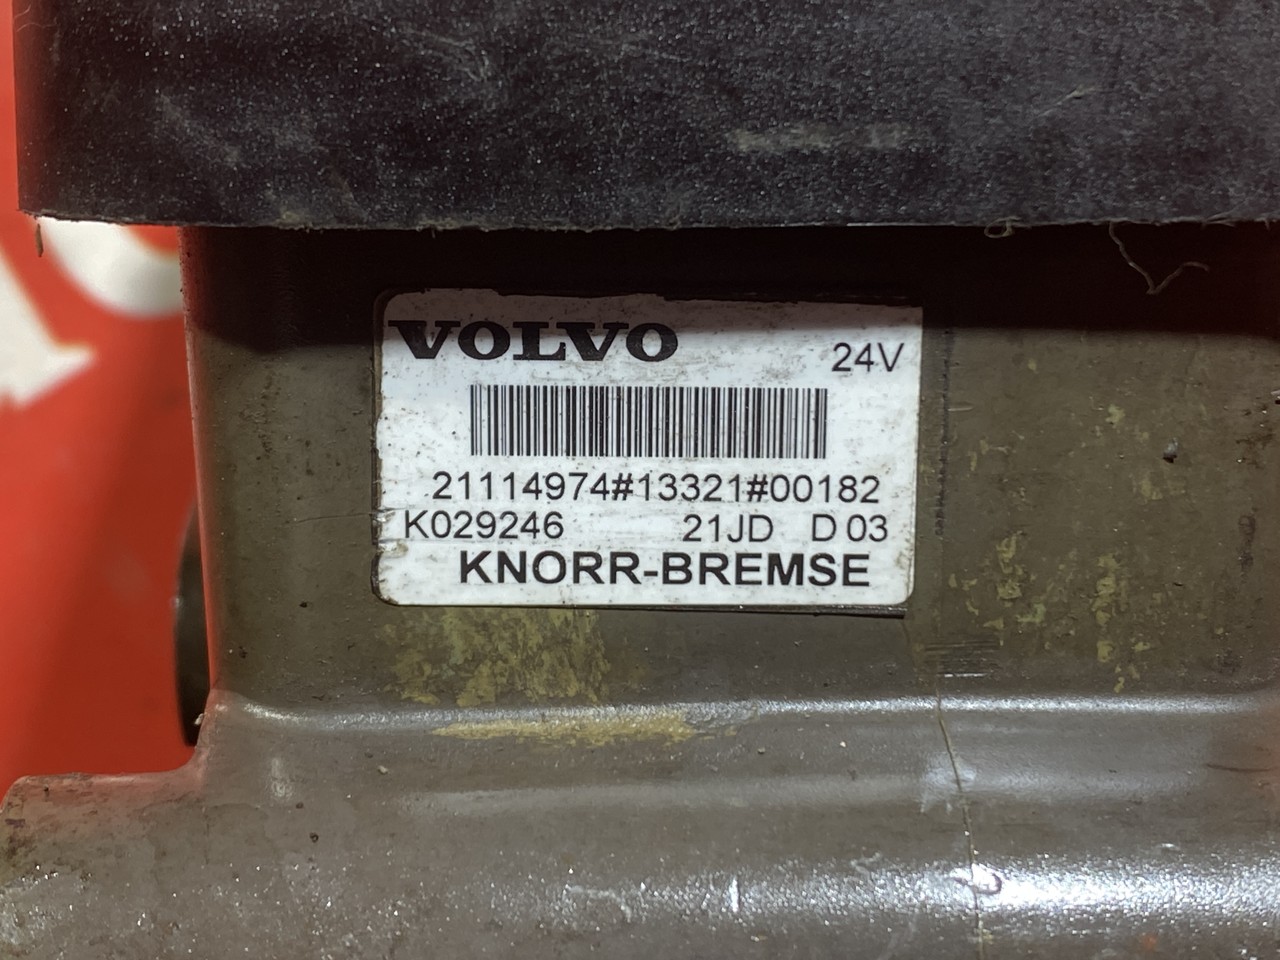 VOLVO
24V
21114974#13321#00182
K029246 21JD D 03
KNORR-BREMSE